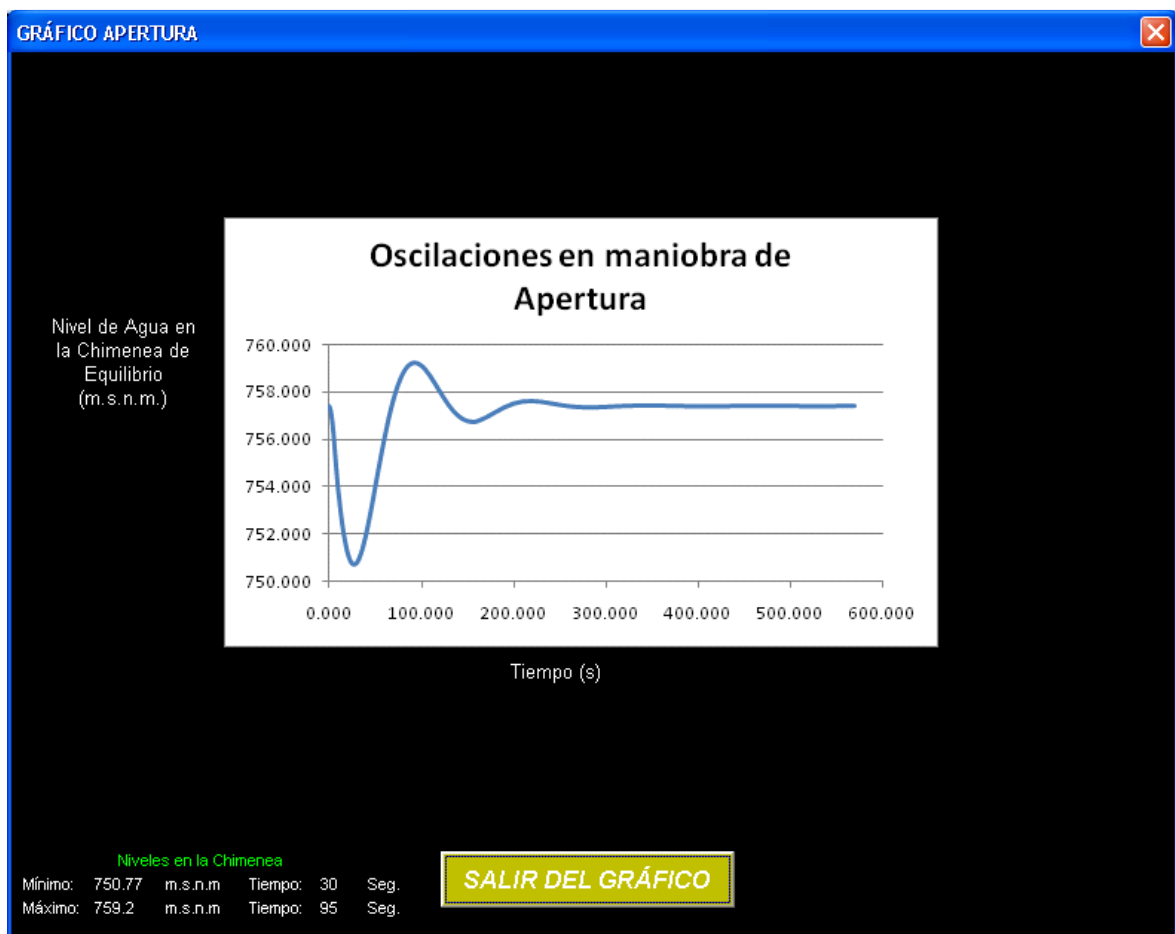 GRÁFICO APERTURA
Oscilaciones en maniobra de
Apertura
Nivel de Agua en
la Chimenea de
Equilibrio
(m.s.n.m.)
760.000
758.000
756.000
754.000
752.000
750.000
0.000 100.000 200.000 300.000 400.000 500.000 600.000
Tiempo (s)
Niveles en la Chimenea
Mínimo: 750.77 m.s.n.m Tiempo: 30 Seg.
Máximo: 759.2 m.s.n.m Tiempo: 95 Seg.
SALIR DEL GRÁFICO